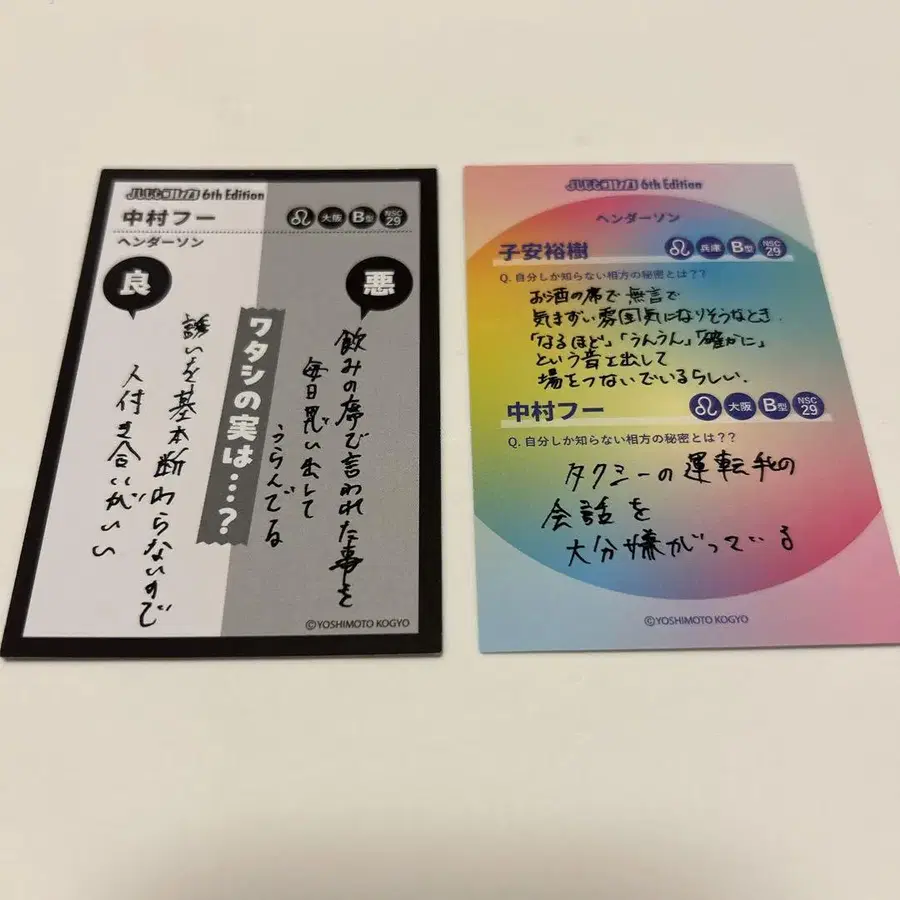 6th Edition
中村フー
大阪
B型
NSC
29
ヘンダーソン
悪
飲みの席で言われた事を
毎日思い出して
うらんでる
ワタシの実は…?
良
誘いを基本断わらないので
人付き合いがいい
©YOSHIMOTO KOGYO
6th Edition
ヘンダーソン
子安裕樹
兵庫
B型
NSC
29
Q. 自分しか知らない相方の秘密とは??
お酒の席で無言で
気まずい雰囲気になりそうなとき、
「なるほど」「うんうん」「確かに」
という音を出して
場をつないでいるらしい.
中村フー
大阪
B型
NSC
29
Q. 自分しか知らない相方の秘密とは??
タクシーの運転手の
会話を
大分嫌がっている
©YOSHIMOTO KOGYO